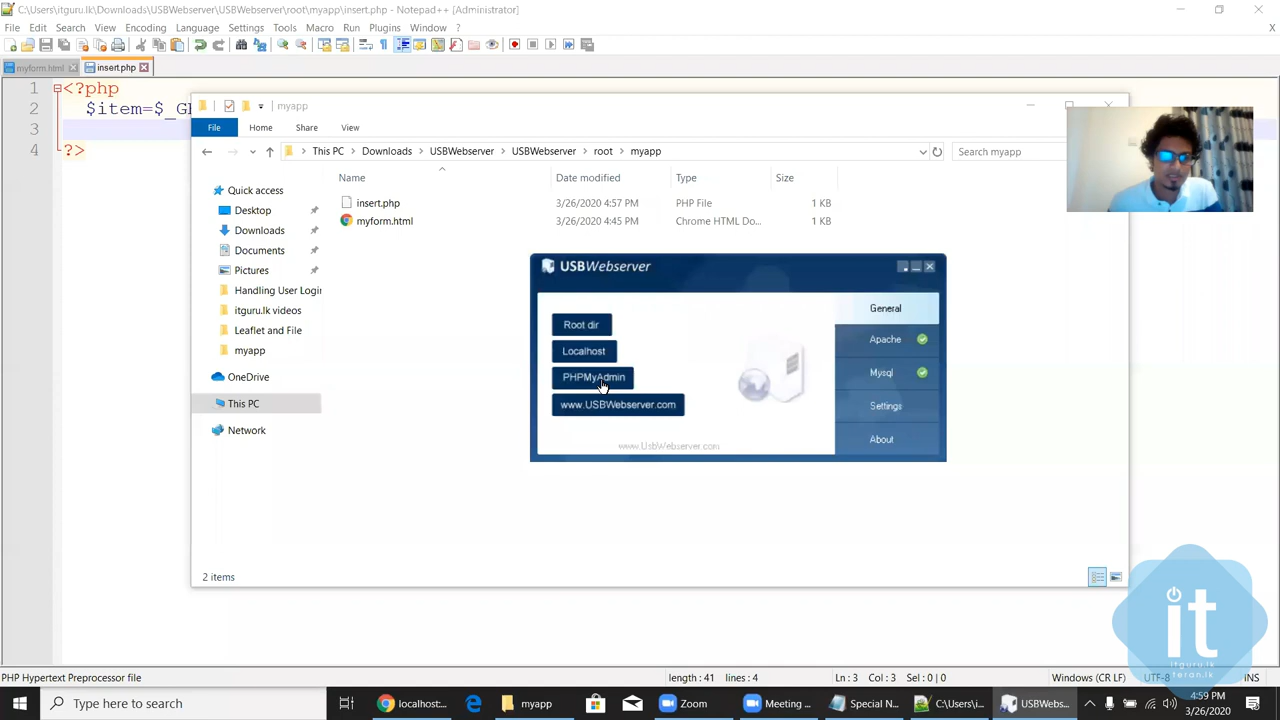 C:\Users\itguru.lk\Downloads\USBWebserver\USBWebserver\root\myapp\insert.php - Notepad++ [Administrator]
File Edit Search View Encoding Language Settings Tools Macro Run Plugins Window ?
X
myform.html insert.php
1 <?php
2 $item=$_G
3
4 ?>
myapp
File Home Share View
This PC > Downloads > USBWebserver > USBWebserver > root > myapp
Search myapp
Name Date modified Type Size
insert.php 3/26/2020 4:57 PM PHP File 1 KB
myform.html 3/26/2020 4:45 PM Chrome HTML Do... 1 KB
Quick access
Desktop
Downloads
Documents
Pictures
Handling User Login
itguru.lk videos
Leaflet and File
myapp
OneDrive
This PC
Network
USBWebserver
Root dir
Localhost
PHPMyAdmin
www.USBWebserver.com
www.UsbWebserver.com
General
Apache
Mysql
Settings
About
2 items
it
itguru.lk
feran.lk
PHP Hypertext Preprocessor file length : 41 lines : 4 Ln : 3 Col : 3 Sel : 0 | 0 Windows (CR LF) UTF-8 INS
Type here to search localhost:... myapp Zoom Meeting ... Special N... C:\Users\i... USBWebs... 4:59 PM
3/26/2020